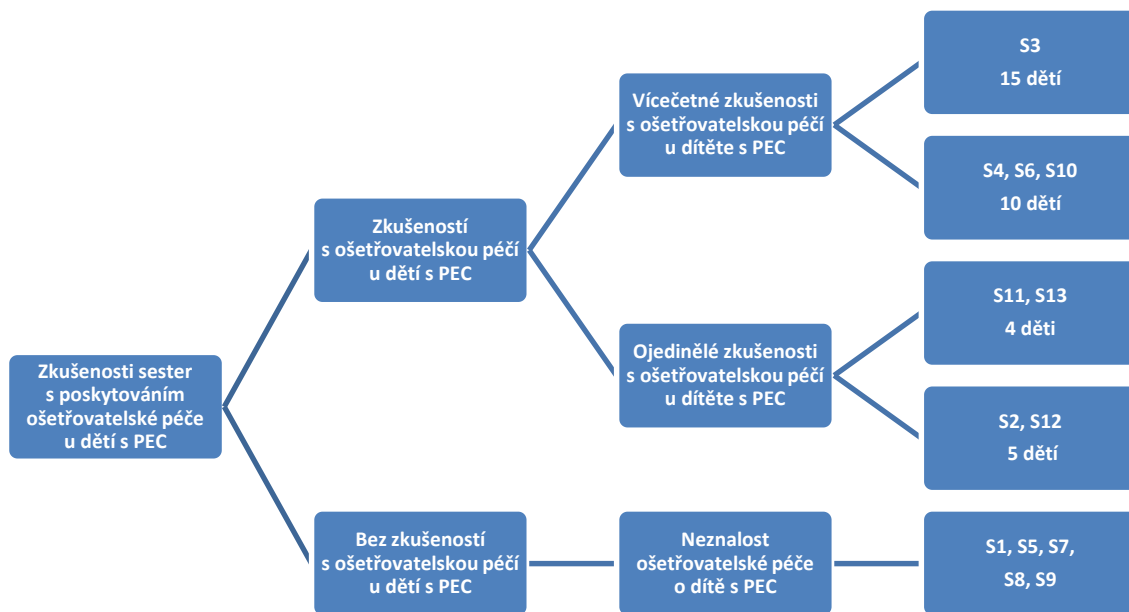 Zkušenosti sester
s poskytováním
ošetřovatelské péče
u dětí s PEC
Zkušeností
s ošetřovatelskou péčí
u dětí s PEC
Vícečetné zkušenosti
s ošetřovatelskou péčí
u dítěte s PEC
S3
15 dětí
S4, S6, S10
10 dětí
Ojedinělé zkušenosti
s ošetřovatelskou péčí
u dítěte s PEC
S11, S13
4 děti
S2, S12
5 dětí
Bez zkušeností
s ošetřovatelskou péčí
u dětí s PEC
Neznalost
ošetřovatelské péče
o dítě s PEC
S1, S5, S7,
S8, S9